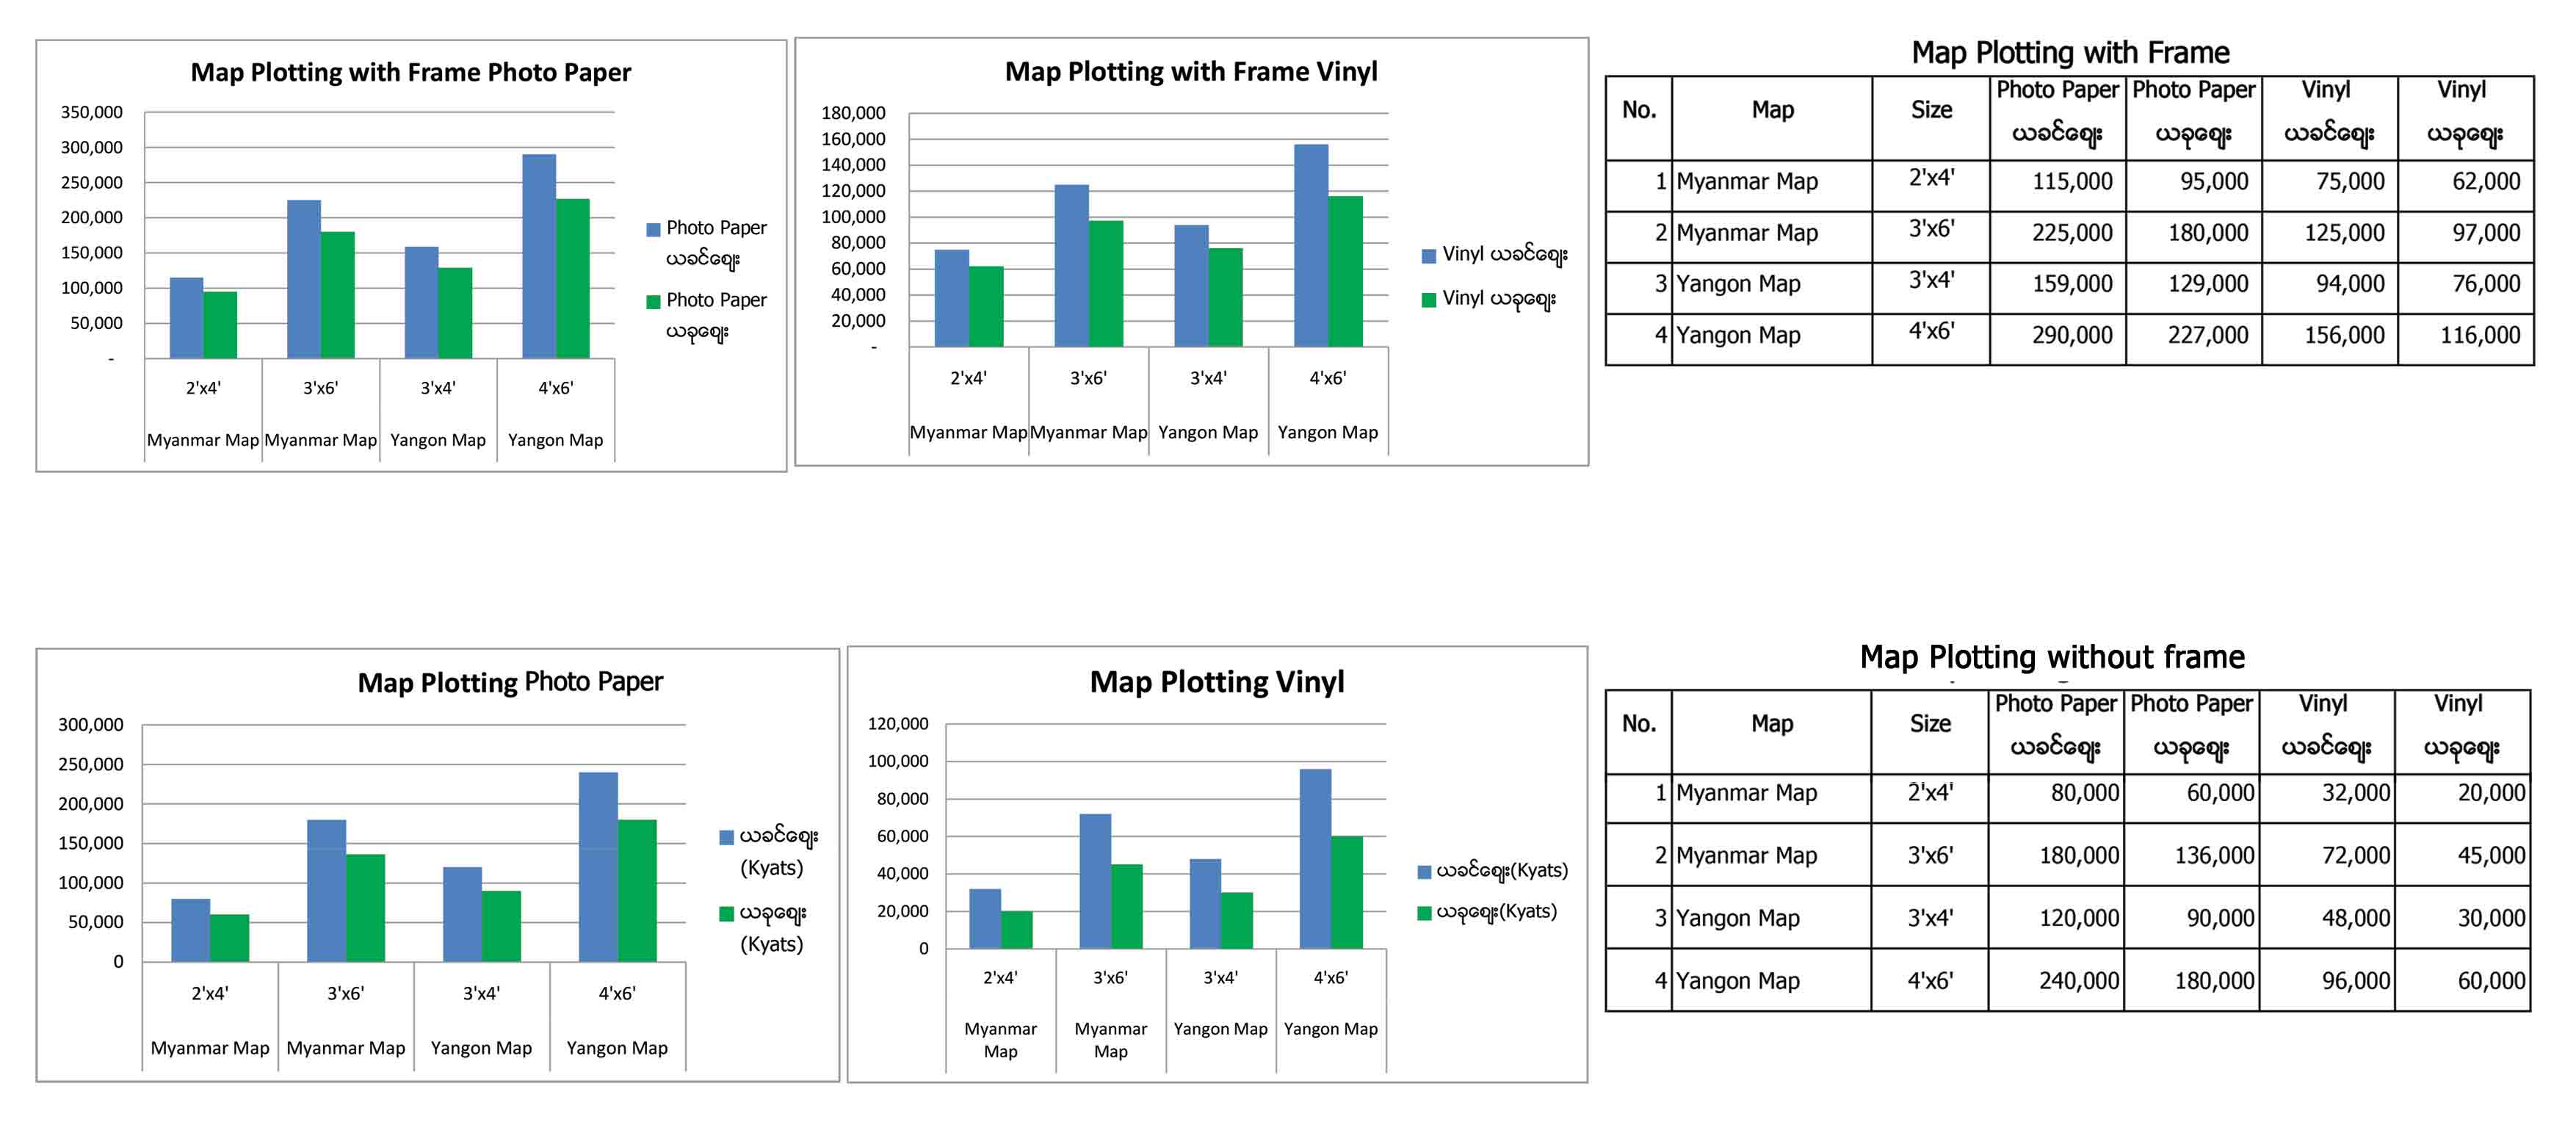 Map Plotting with Frame Photo Paper
350,000
300,000
250,000
200,000
150,000
100,000
50,000
-
2'x4' 3'x6' 3'x4' 4'x6'
Myanmar Map Myanmar Map Yangon Map Yangon Map
Photo Paper
ယခင်ဈေး
Photo Paper
ယခုဈေး
Map Plotting with Frame Vinyl
180,000
160,000
140,000
120,000
100,000
80,000
60,000
40,000
20,000
-
2'x4' 3'x6' 3'x4' 4'x6'
Myanmar Map Myanmar Map Yangon Map Yangon Map
Vinyl ယခင်ဈေး
Vinyl ယခုဈေး
Map Plotting with Frame
No. Map Size Photo Paper ယခင်ဈေး Photo Paper ယခုဈေး Vinyl ယခင်ဈေး Vinyl ယခုဈေး
1 Myanmar Map 2'x4' 115,000 95,000 75,000 62,000
2 Myanmar Map 3'x6' 225,000 180,000 125,000 97,000
3 Yangon Map 3'x4' 159,000 129,000 94,000 76,000
4 Yangon Map 4'x6' 290,000 227,000 156,000 116,000
Map Plotting Photo Paper
300,000
250,000
200,000
150,000
100,000
50,000
0
2'x4' 3'x6' 3'x4' 4'x6'
Myanmar Map Myanmar Map Yangon Map Yangon Map
ယခင်ဈေး
(Kyats)
ယခုဈေး
(Kyats)
Map Plotting Vinyl
120,000
100,000
80,000
60,000
40,000
20,000
0
2'x4' 3'x6' 3'x4' 4'x6'
Myanmar Map Myanmar Map Yangon Map Yangon Map
ယခင်ဈေး(Kyats)
ယခုဈေး(Kyats)
Map Plotting without frame
No. Map Size Photo Paper ယခင်ဈေး Photo Paper ယခုဈေး Vinyl ယခင်ဈေး Vinyl ယခုဈေး
1 Myanmar Map 2'x4' 80,000 60,000 32,000 20,000
2 Myanmar Map 3'x6' 180,000 136,000 72,000 45,000
3 Yangon Map 3'x4' 120,000 90,000 48,000 30,000
4 Yangon Map 4'x6' 240,000 180,000 96,000 60,000